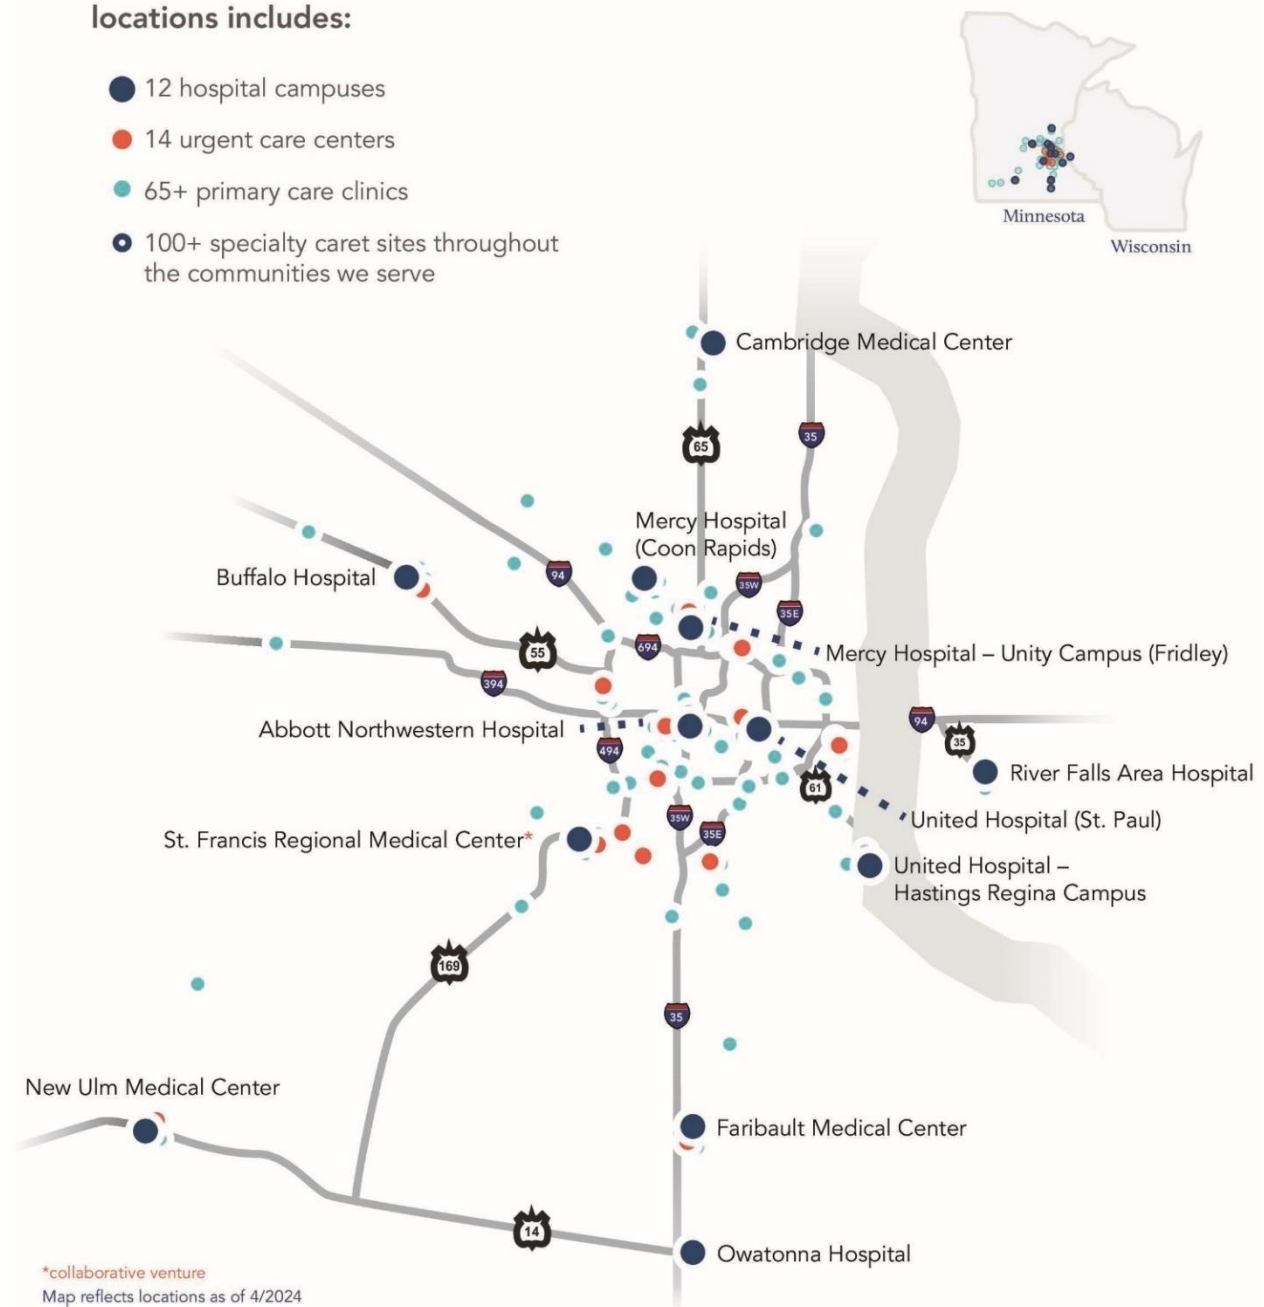 locations includes:
12 hospital campuses
14 urgent care centers
65+ primary care clinics
100+ specialty caret sites throughout
the communities we serve
Minnesota
Wisconsin
Cambridge Medical Center
65
35
Mercy Hospital
(Coon Rapids)
Buffalo Hospital
94
35W
35E
55
694
Mercy Hospital – Unity Campus (Fridley)
394
Abbott Northwestern Hospital
94
35
494
River Falls Area Hospital
61
35W
United Hospital (St. Paul)
35E
St. Francis Regional Medical Center*
United Hospital –
Hastings Regina Campus
169
35
New Ulm Medical Center
Faribault Medical Center
14
Owatonna Hospital
*collaborative venture
Map reflects locations as of 4/2024